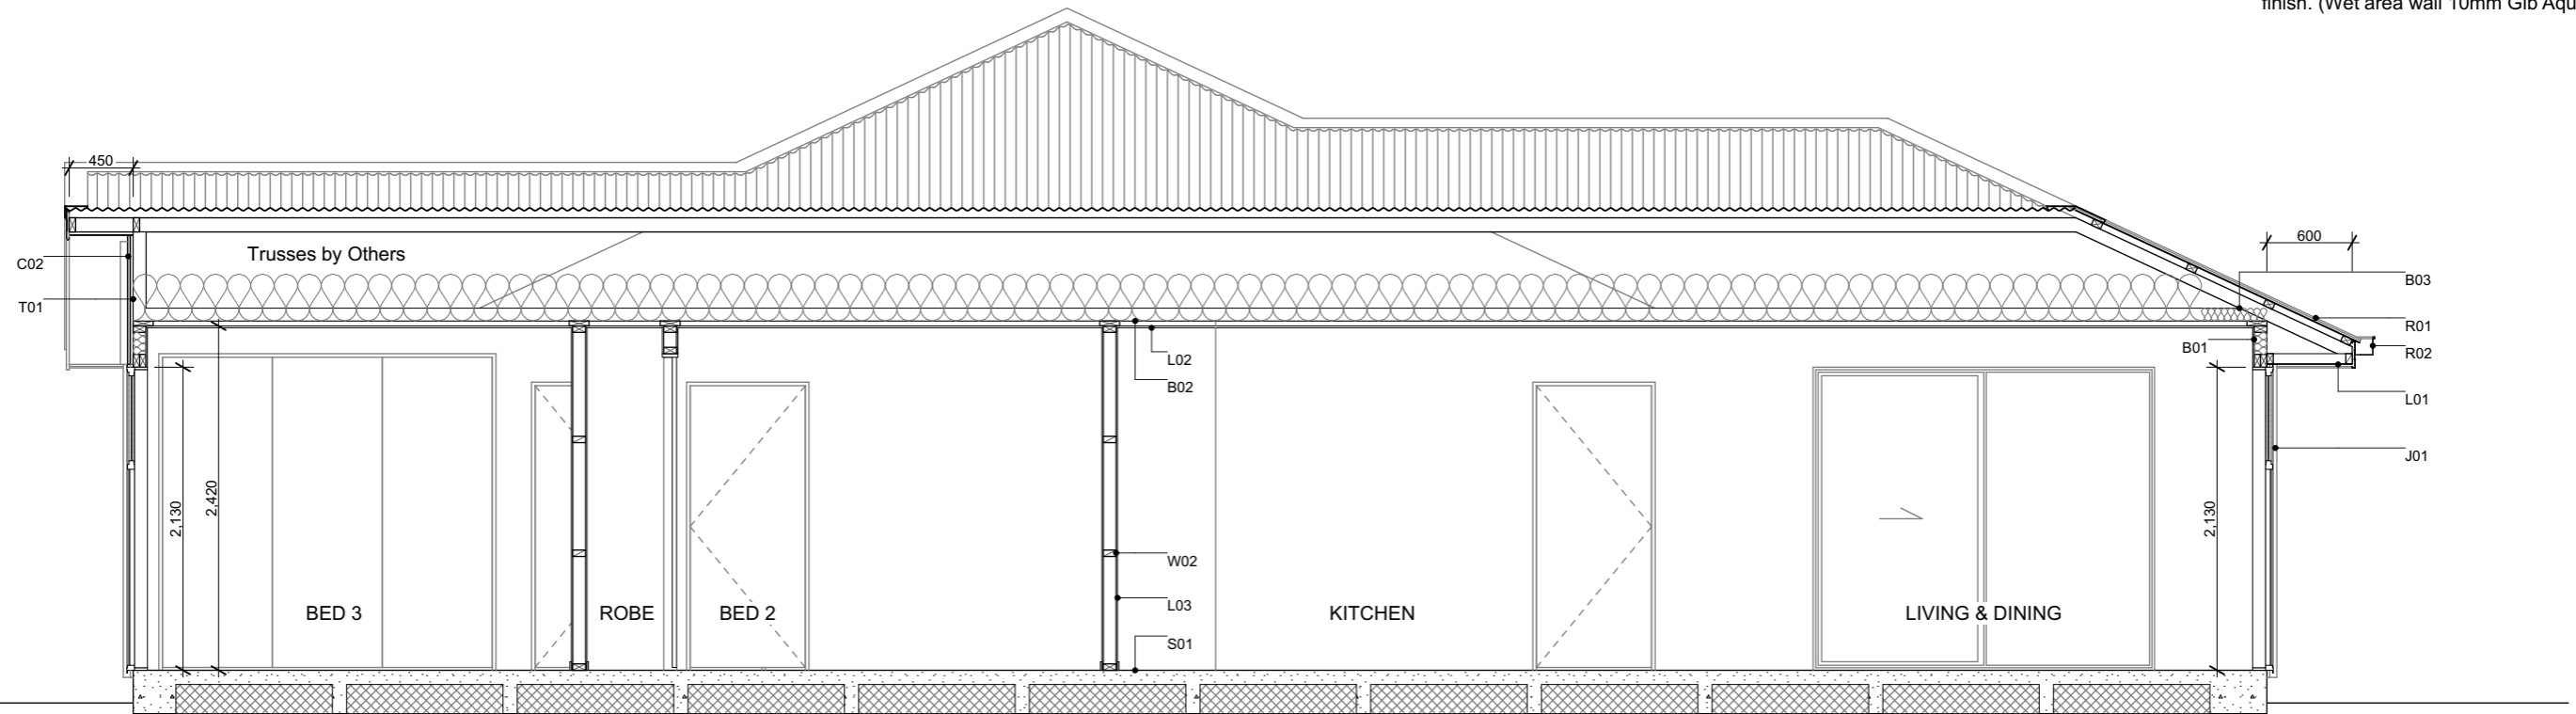 finish. (Wet area wall 10mm Gib Aqu
450
600
Trusses by Others
C02
T01
B03
R01
R02
B01
L02
B02
L01
J01
2,130
2,420
2,130
W02
L03
S01
BED 3
ROBE
BED 2
KITCHEN
LIVING & DINING